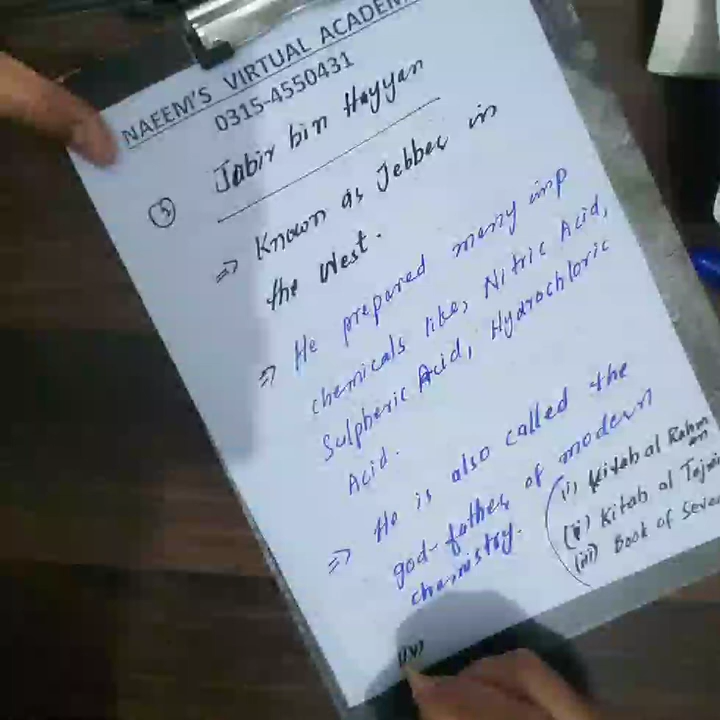 NAEEM'S VIRTUAL ACADEM
0315-4550431
(3) Jabir bin Hayyan
⇒ Known as Jebber in
the West.
⇒ He prepared many imp
chemicals like, Nitric Acid,
Sulpheric Acid, Hydrochloric
Acid.
⇒ He is also called the
god-father of modern
chemistry.
(i) Kitab al Rahm
an
(ii) Kitab al Tajm
(iii) Book of Seve
(iv)